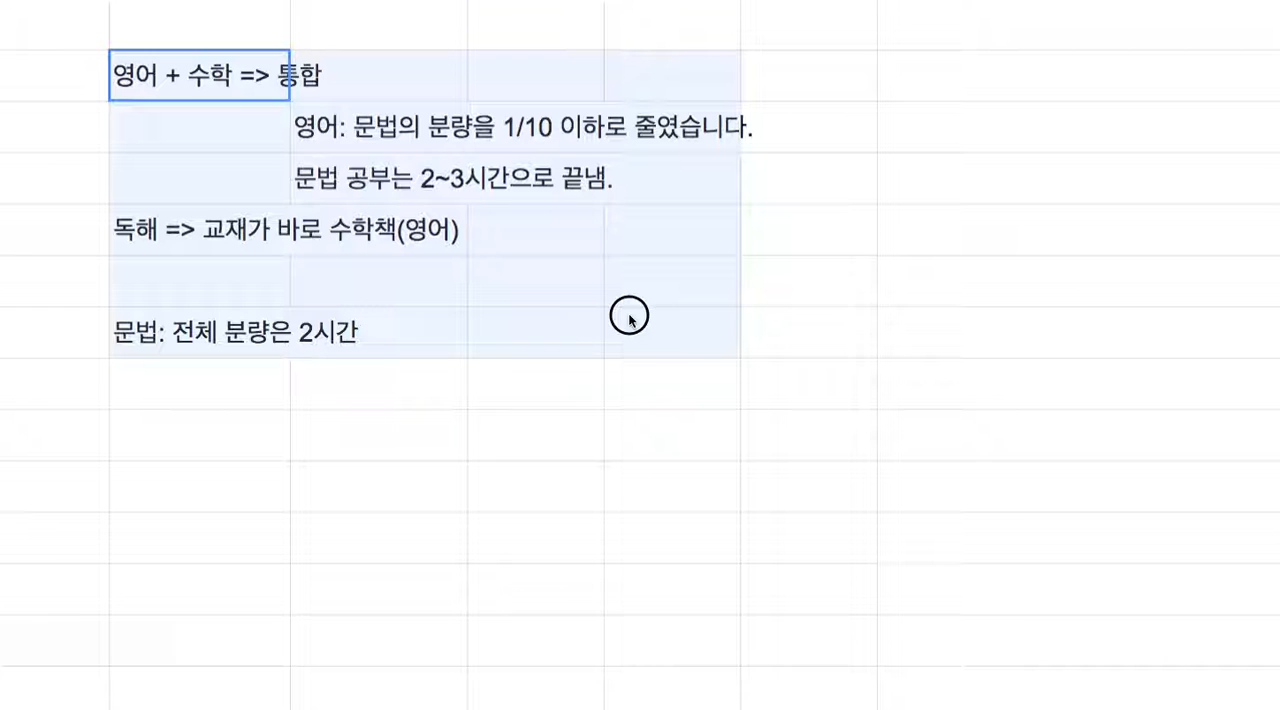 영어 + 수학 => 통합
영어: 문법의 분량을 1/10 이하로 줄였습니다.
문법 공부는 2~3시간으로 끝냄.
독해 => 교재가 바로 수학책(영어)
문법: 전체 분량은 2시간